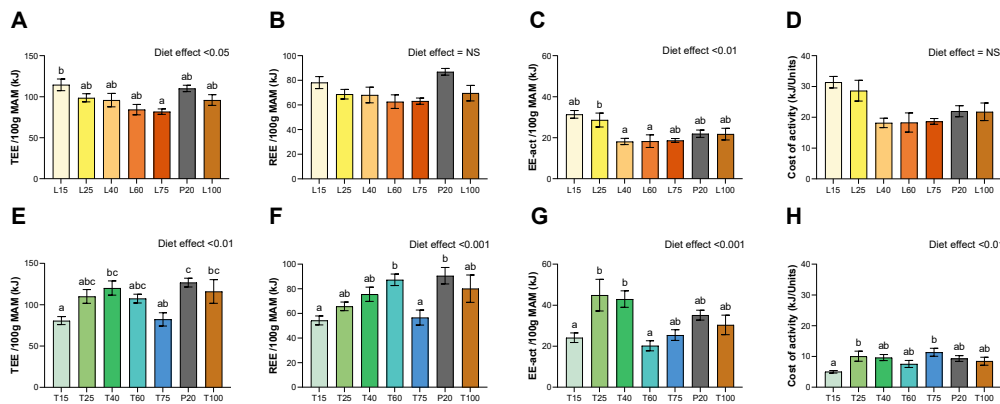 A
Diet effect <0.05
TEE /100g MAM (kJ)
150
100
50
0
b
ab
ab
ab
a
ab
ab
L15 L25 L40 L60 L75 P20 L100
B
Diet effect = NS
REE /100g MAM (kJ)
100
80
60
40
20
0
L15 L25 L40 L60 L75 P20 L100
C
Diet effect <0.01
EE-act /100g MAM (kJ)
60
40
20
0
ab
b
a
a
ab
ab
ab
L15 L25 L40 L60 L75 P20 L100
D
Diet effect = NS
Cost of activity (kJ/Units)
40
30
20
10
0
L15 L25 L40 L60 L75 P20 L100
E
Diet effect <0.01
TEE /100g MAM (kJ)
150
100
50
0
a
abc
bc
abc
ab
c
bc
T15 T25 T40 T60 T75 P20 T100
F
Diet effect <0.001
REE /100g MAM (kJ)
100
80
60
40
20
0
a
ab
ab
b
a
b
ab
T15 T25 T40 T60 T75 P20 T100
G
Diet effect <0.001
EE-act /100g MAM (kJ)
60
40
20
0
a
b
b
a
ab
ab
ab
T15 T25 T40 T60 T75 P20 T100
H
Diet effect <0.01
Cost of activity (kJ/Units)
40
30
20
10
0
a
b
ab
ab
b
ab
ab
T15 T25 T40 T60 T75 P20 T100